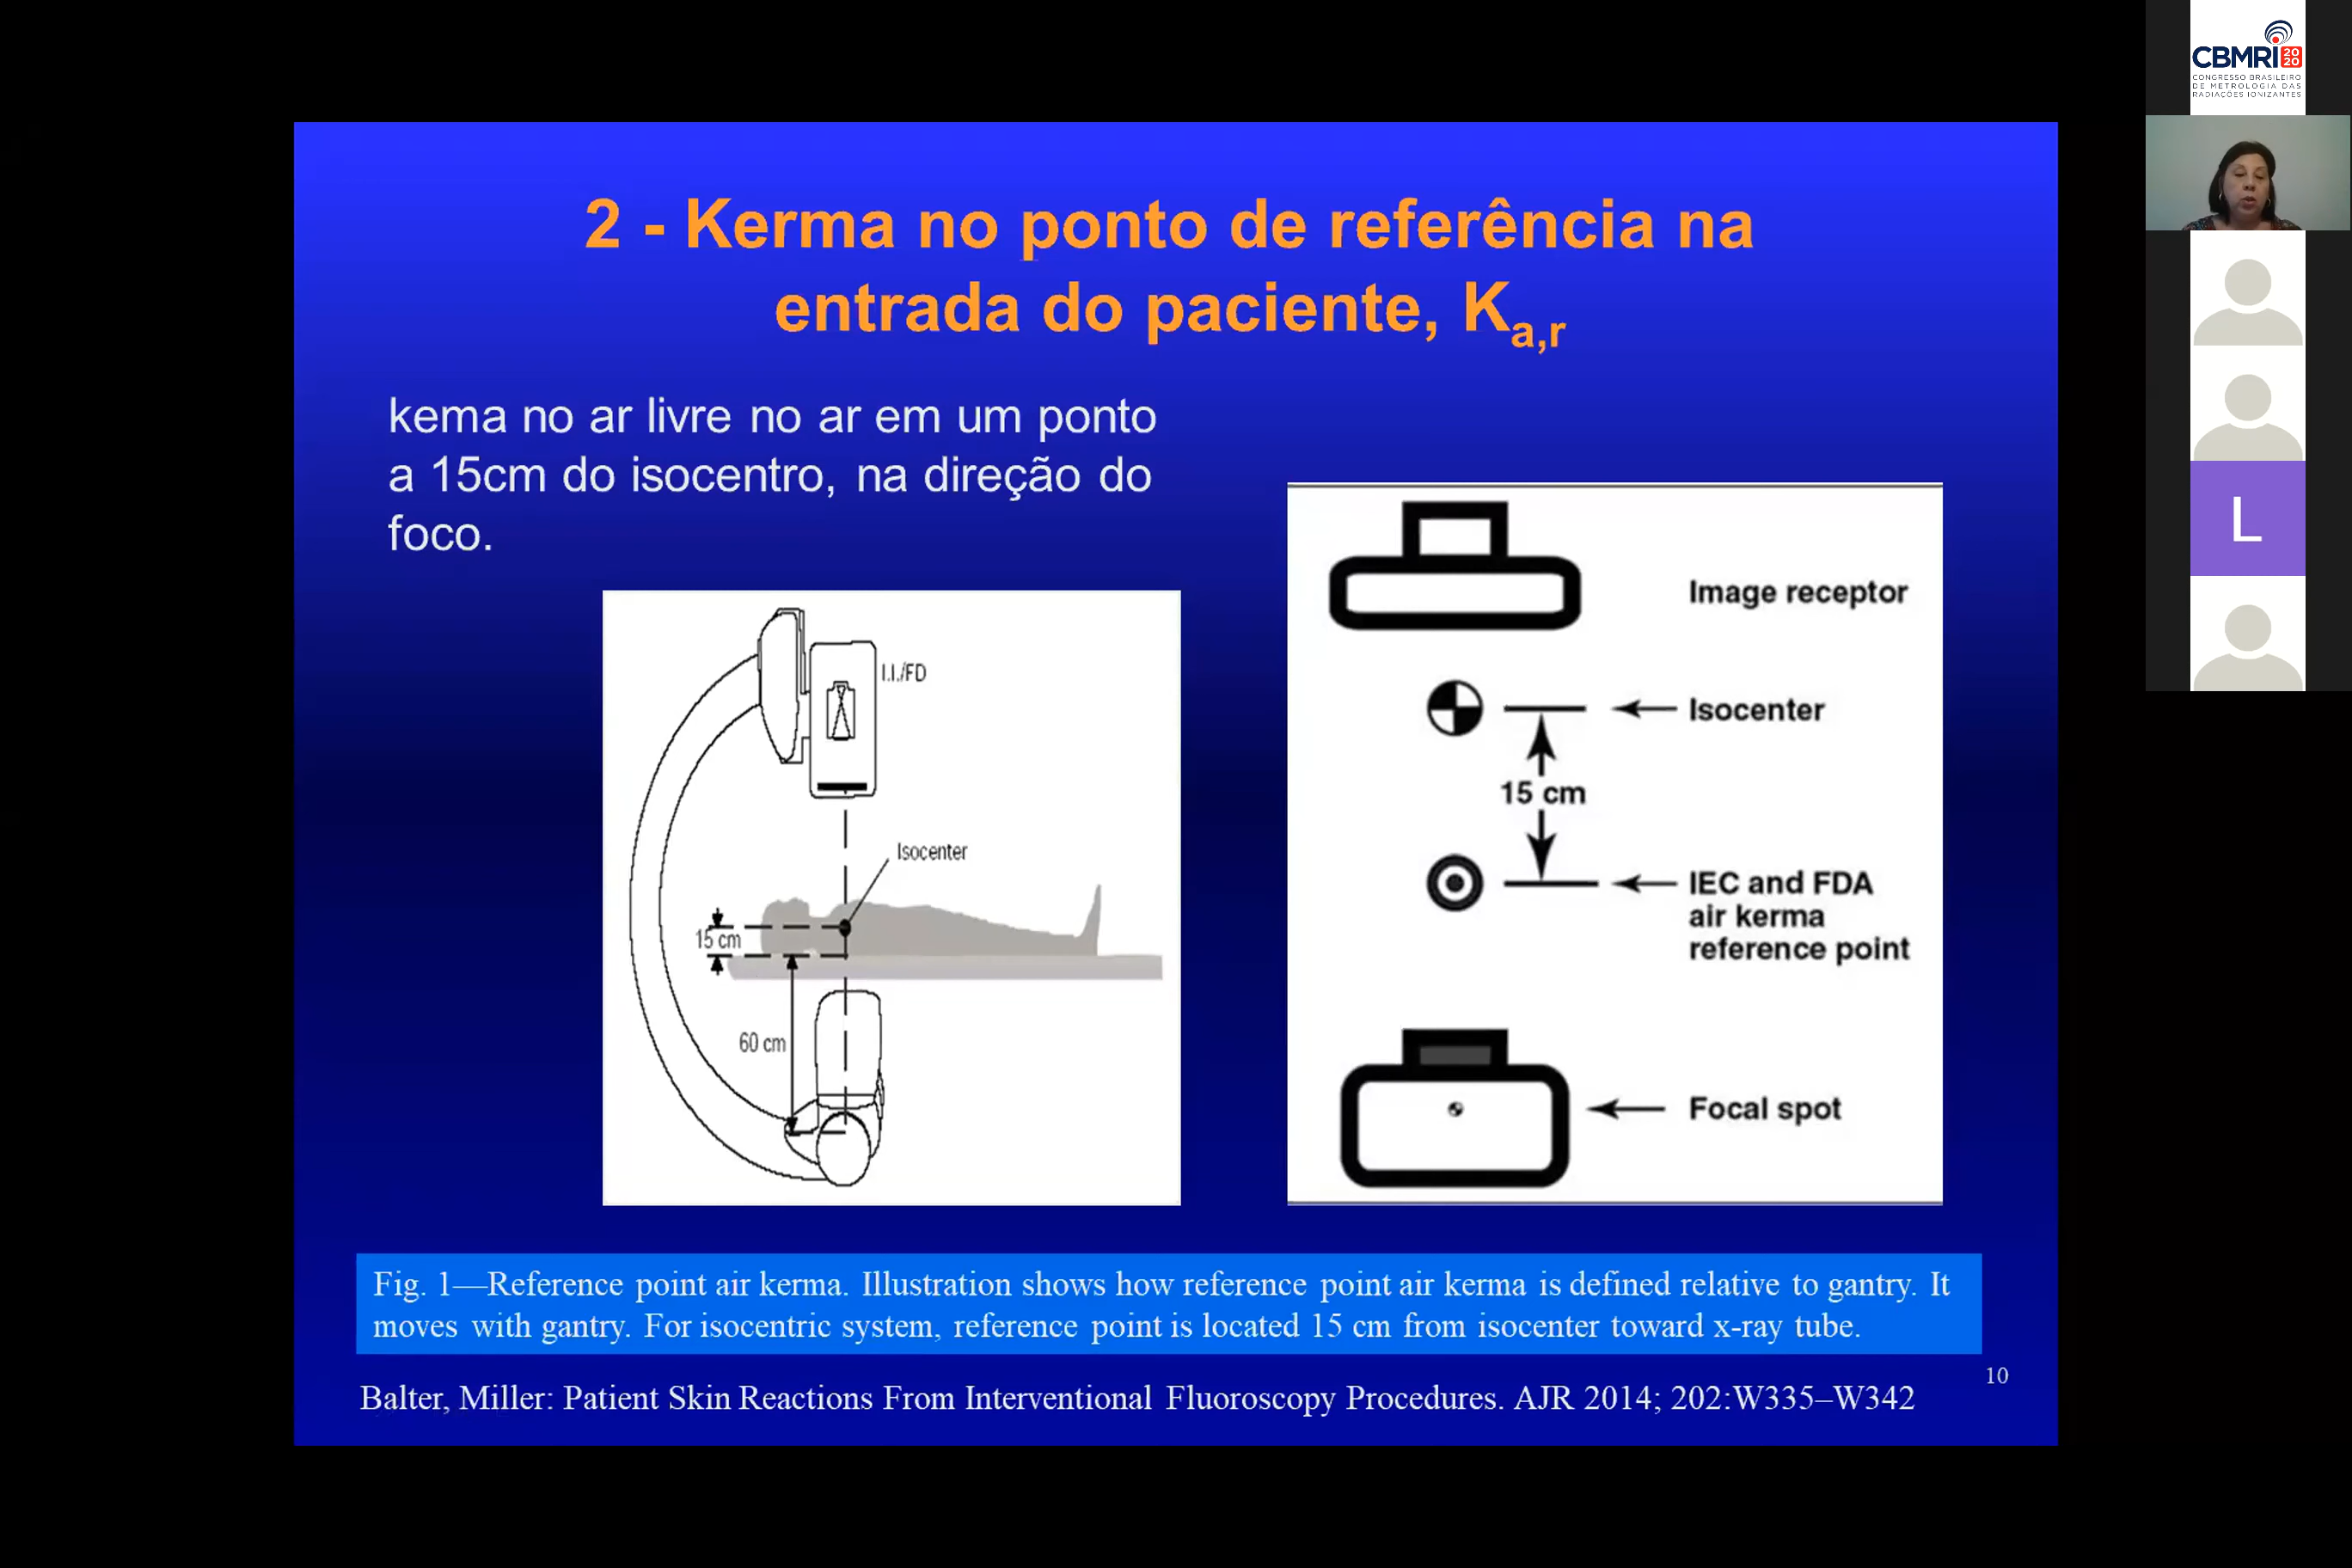 2 - Kerma no ponto de referência na
entrada do paciente, Ka,r
kema no ar livre no ar em um ponto
a 15cm do isocentro, na direção do
foco.
I.I./FD
Isocenter
15 cm
60 cm
Image receptor
Isocenter
15 cm
IEC and FDA
air kerma
reference point
Focal spot
Fig. 1—Reference point air kerma. Illustration shows how reference point air kerma is defined relative to gantry. It
moves with gantry. For isocentric system, reference point is located 15 cm from isocenter toward x-ray tube.
10
Balter, Miller: Patient Skin Reactions From Interventional Fluoroscopy Procedures. AJR 2014; 202:W335–W342
CBMRI 20
20
CONGRESSO BRASILEIRO
DE METROLOGIA DAS
RADIAÇÕES IONIZANTES
L